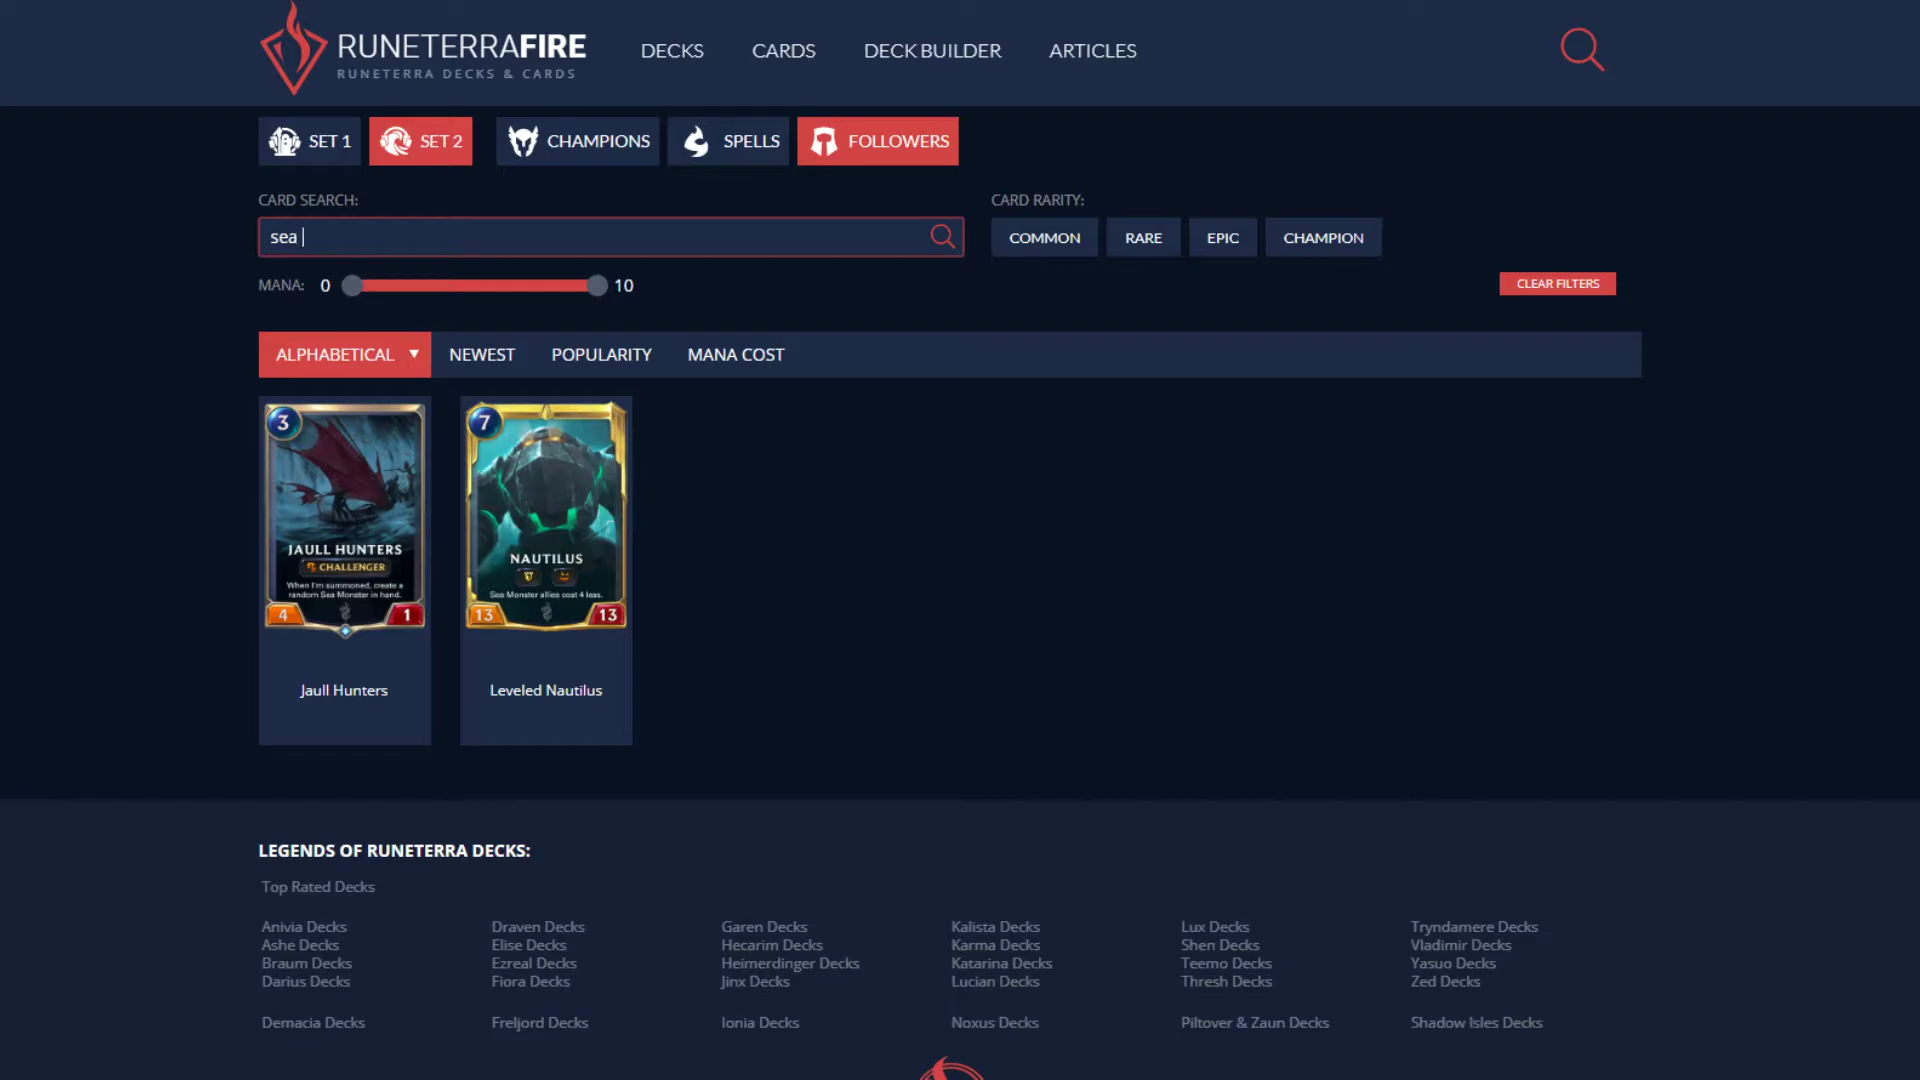 RUNETERRAFIRE
RUNETERRA DECKS & CARDS
DECKS
CARDS
DECK BUILDER
ARTICLES
SET 1
SET 2
CHAMPIONS
SPELLS
FOLLOWERS
CARD SEARCH:
CARD RARITY:
sea
COMMON
RARE
EPIC
CHAMPION
MANA:
0
10
CLEAR FILTERS
ALPHABETICAL
NEWEST
POPULARITY
MANA COST
3
JAULL HUNTERS
CHALLENGER
When I'm summoned, create a
random Sea Monster in hand.
4
1
Jaull Hunters
7
NAUTILUS
Sea Monster allies cost 4 less.
13
13
Leveled Nautilus
LEGENDS OF RUNETERRA DECKS:
Top Rated Decks
Anivia Decks
Ashe Decks
Braum Decks
Darius Decks
Draven Decks
Elise Decks
Ezreal Decks
Fiora Decks
Garen Decks
Hecarim Decks
Heimerdinger Decks
Jinx Decks
Kalista Decks
Karma Decks
Katarina Decks
Lucian Decks
Lux Decks
Shen Decks
Teemo Decks
Thresh Decks
Tryndamere Decks
Vladimir Decks
Yasuo Decks
Zed Decks
Demacia Decks
Freljord Decks
Ionia Decks
Noxus Decks
Piltover & Zaun Decks
Shadow Isles Decks